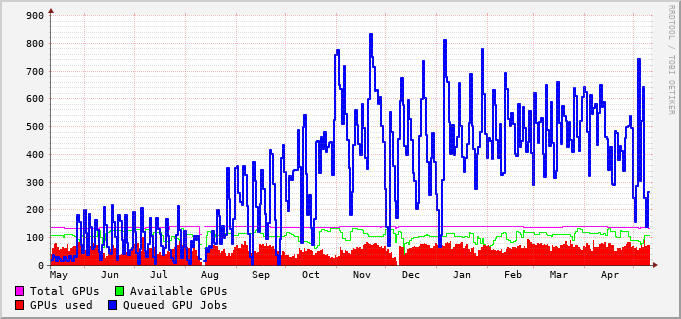 900
800
700
600
500
400
300
200
100
0
May Jun Jul Aug Sep Oct Nov Dec Jan Feb Mar Apr
Total GPUs Available GPUs
GPUs used Queued GPU Jobs
RRDTOOL / TOBI OETIKER